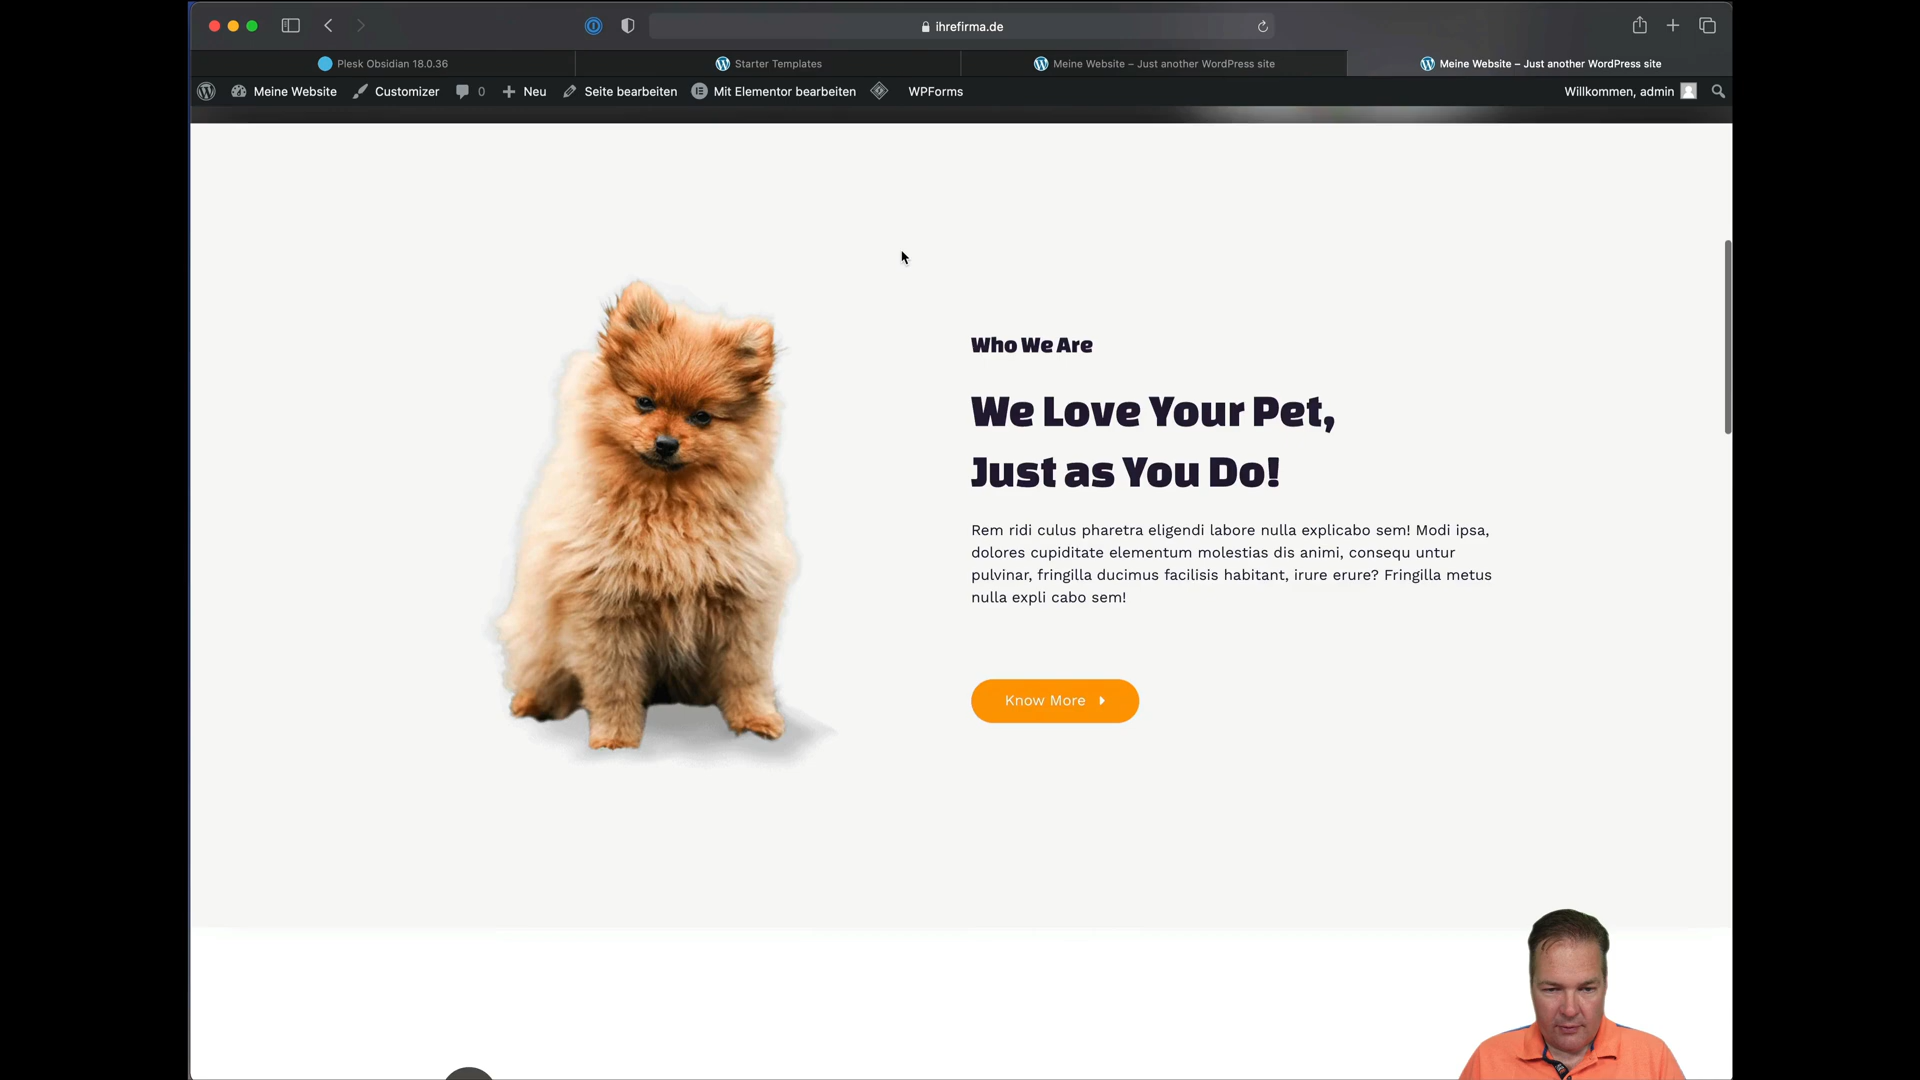 ihrefirma.de
Plesk Obsidian 18.0.36
Starter Templates
Meine Website – Just another WordPress site
Meine Website – Just another WordPress site
Meine Website
Customizer
0
Neu
Seite bearbeiten
Mit Elementor bearbeiten
WPForms
Willkommen, admin
Who We Are
We Love Your Pet,
Just as You Do!
Rem ridi culus pharetra eligendi labore nulla explicabo sem! Modi ipsa,
dolores cupiditate elementum molestias dis animi, consequ untur
pulvinar, fringilla ducimus facilisis habitant, irure erure? Fringilla metus
nulla expli cabo sem!
Know More